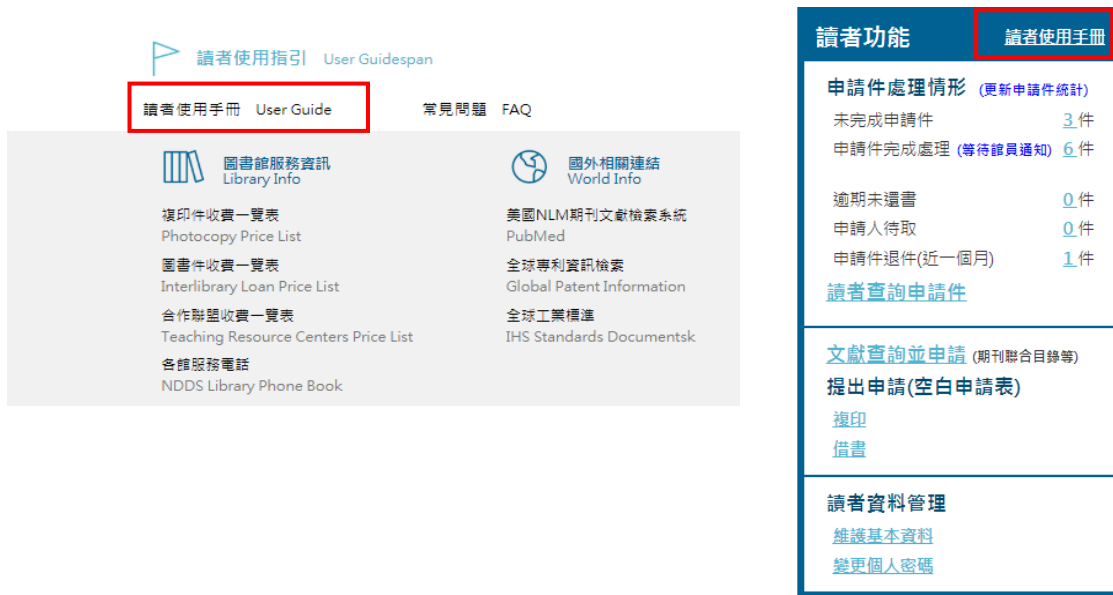 讀者使用指引 User Guidespan
讀者使用手冊 User Guide
常見問題 FAQ
圖書館服務資訊
Library Info
複印件收費一覽表
Photocopy Price List
圖書件收費一覽表
Interlibrary Loan Price List
合作聯盟收費一覽表
Teaching Resource Centers Price List
各館服務電話
NDDS Library Phone Book
國外相關連結
World Info
美國NLM期刊文獻檢索系統
PubMed
全球專利資訊檢索
Global Patent Information
全球工業標準
IHS Standards Documentsk
讀者功能 讀者使用手冊
申請件處理情形 (更新申請件統計)
未完成申請件 3 件
申請件完成處理 (等待館員通知) 6 件
逾期未還書 0 件
申請人待取 0 件
申請件退件(近一個月) 1 件
讀者查詢申請件
文獻查詢並申請 (期刊聯合目錄等)
提出申請(空白申請表)
複印
借書
讀者資料管理
維護基本資料
變更個人密碼